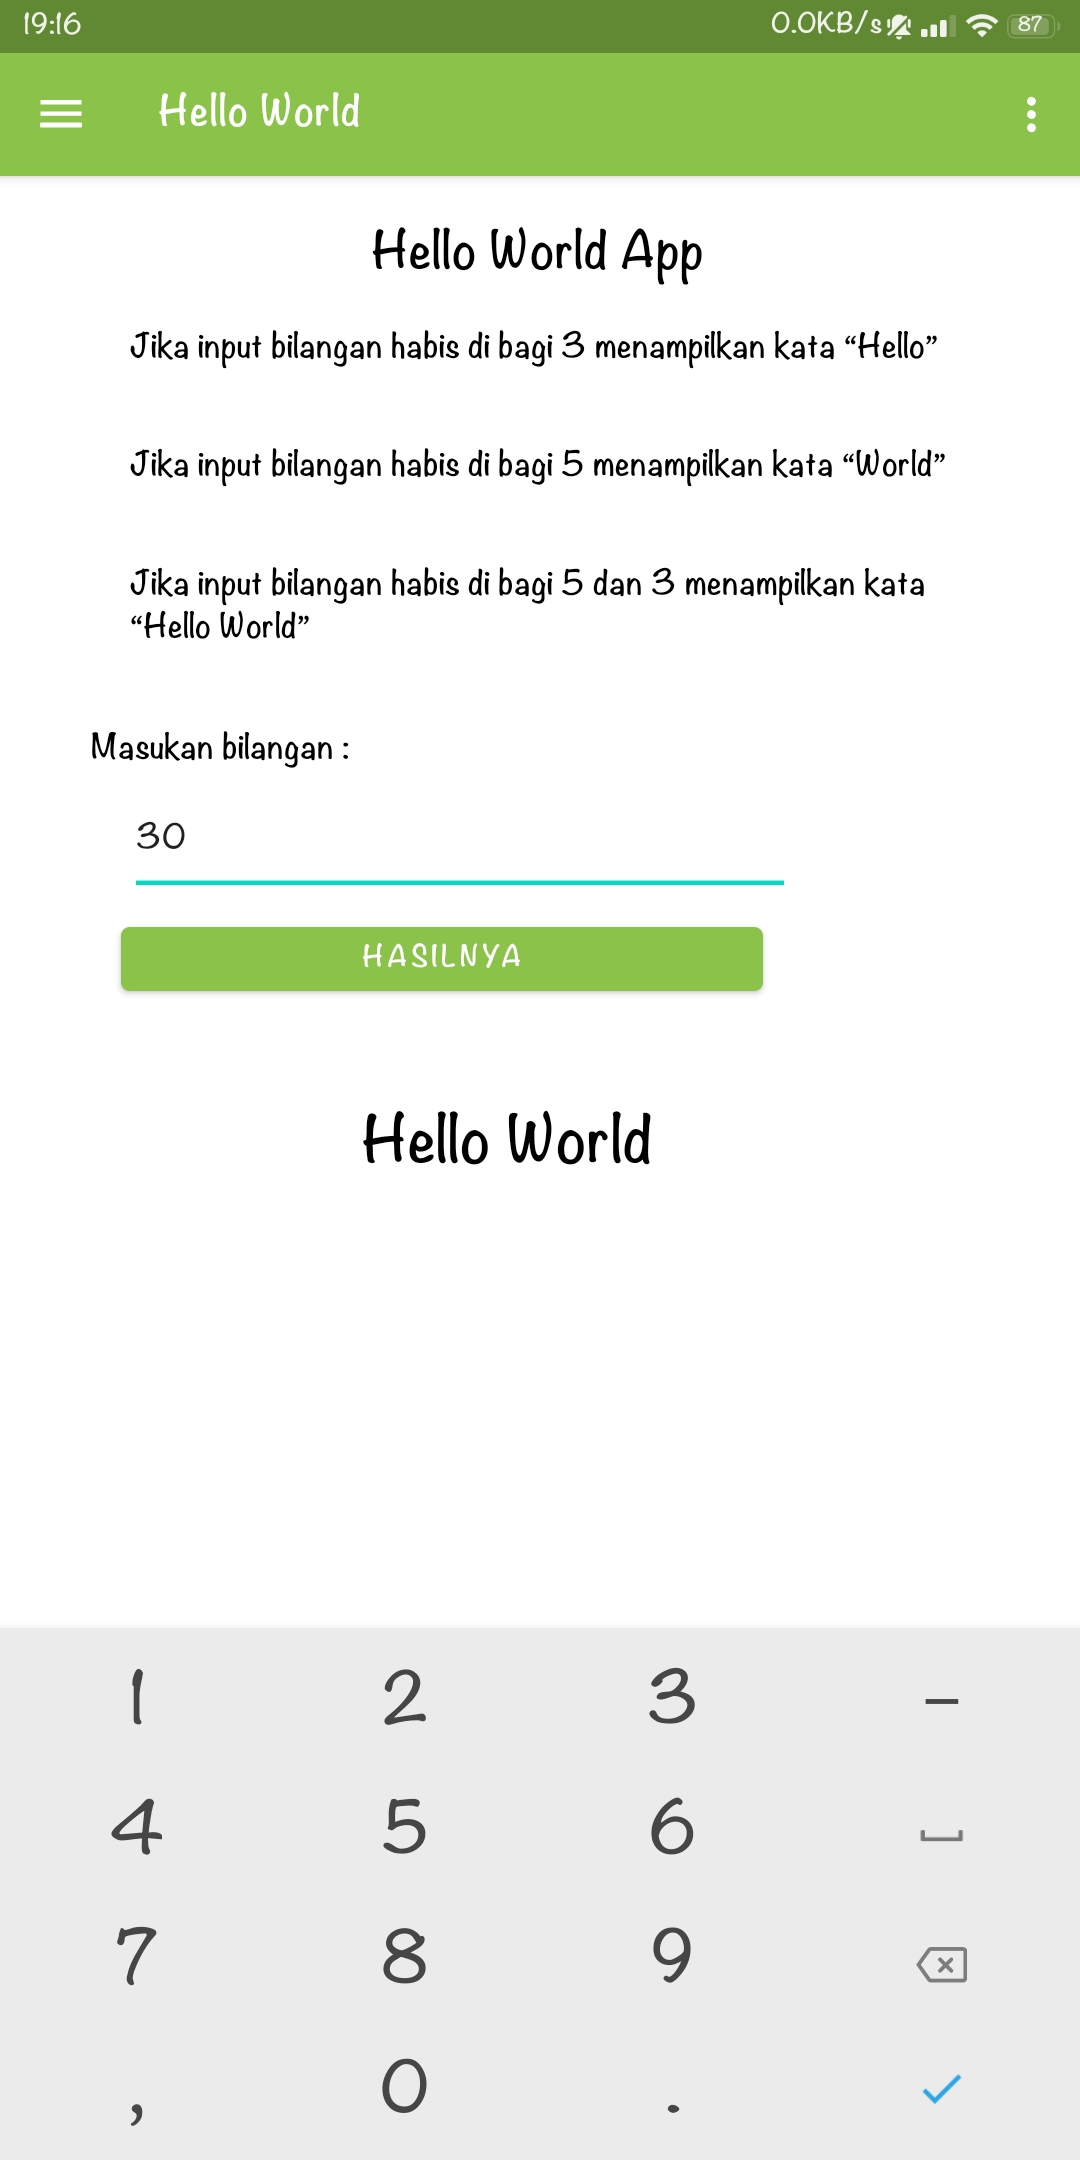 19:16 0.0KB/s 87
Hello World
Hello World App
Jika input bilangan habis di bagi 3 menampilkan kata “Hello”
Jika input bilangan habis di bagi 5 menampilkan kata “World”
Jika input bilangan habis di bagi 5 dan 3 menampilkan kata
“Hello World”
Masukan bilangan :
30
HASILNYA
Hello World
1 2 3 –
4 5 6
7 8 9
, 0 .